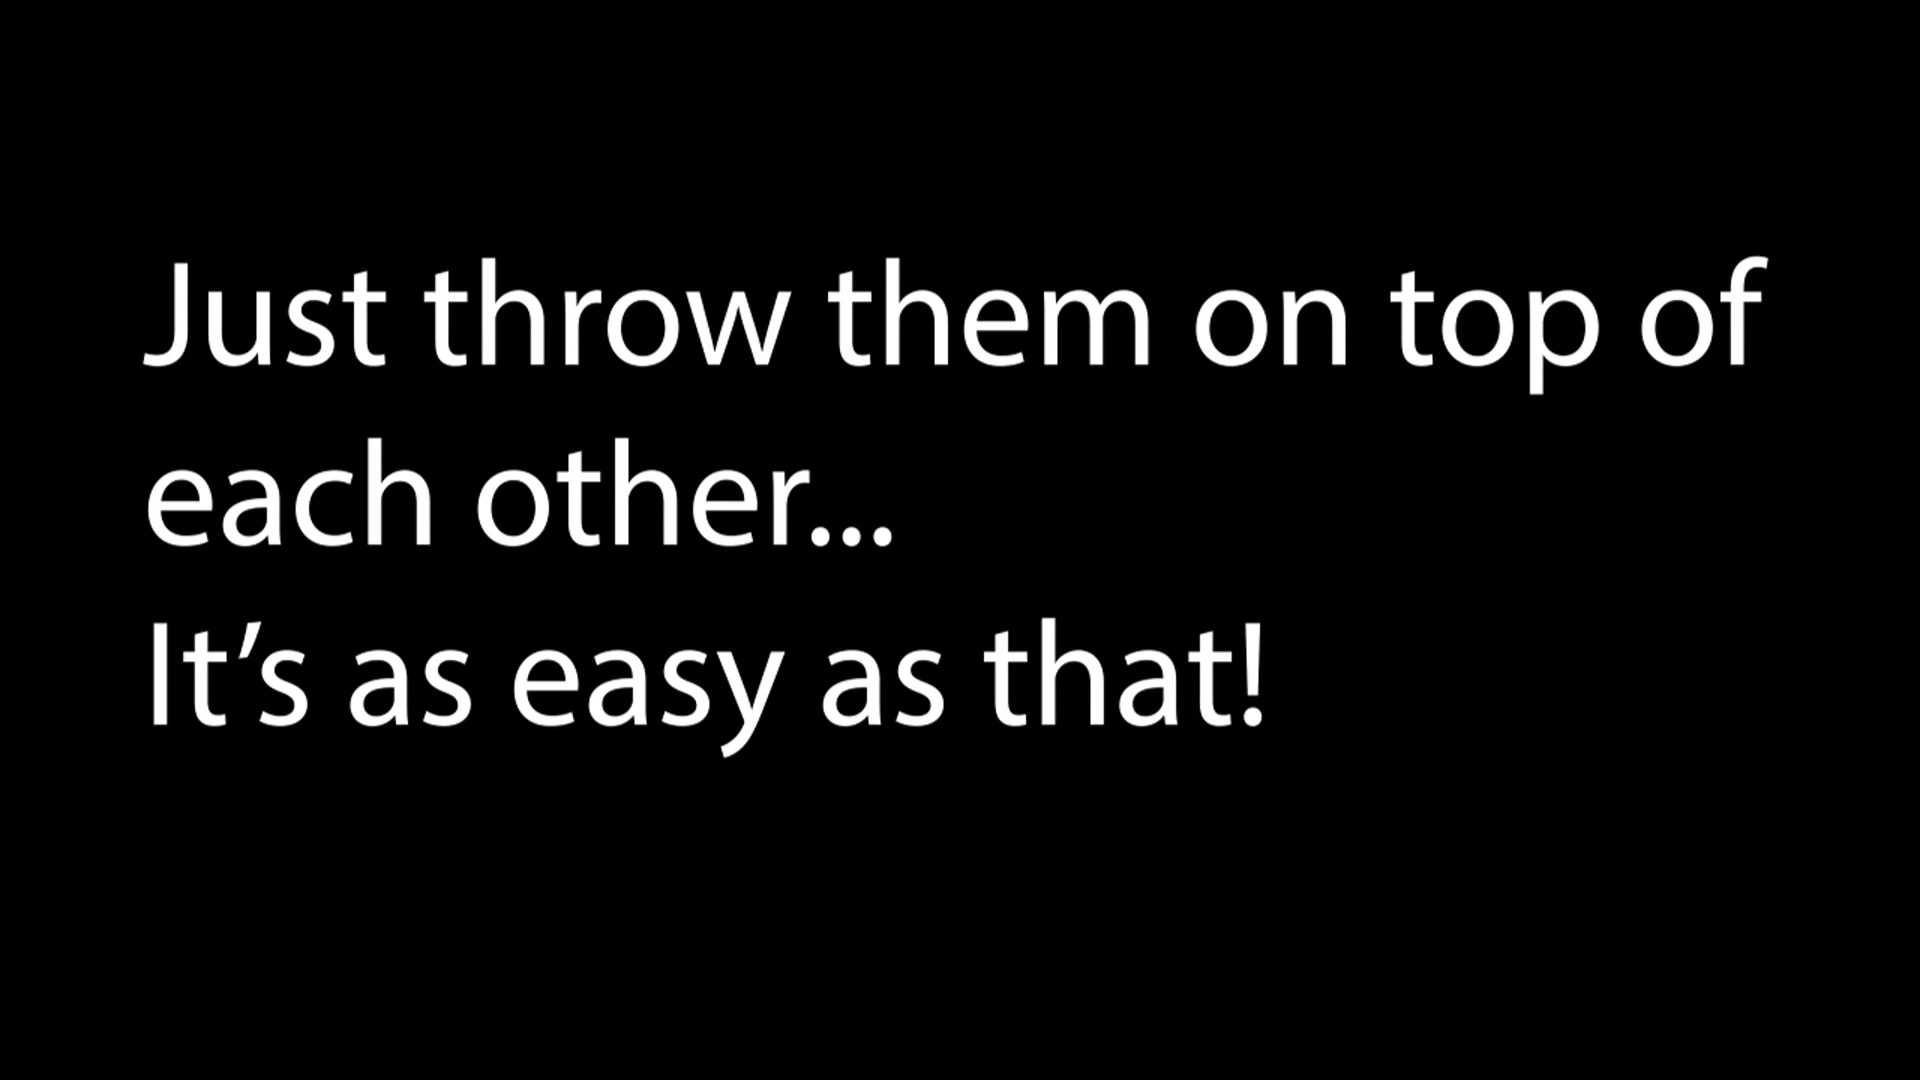 Just throw them on top of
each other...
It’s as easy as that!